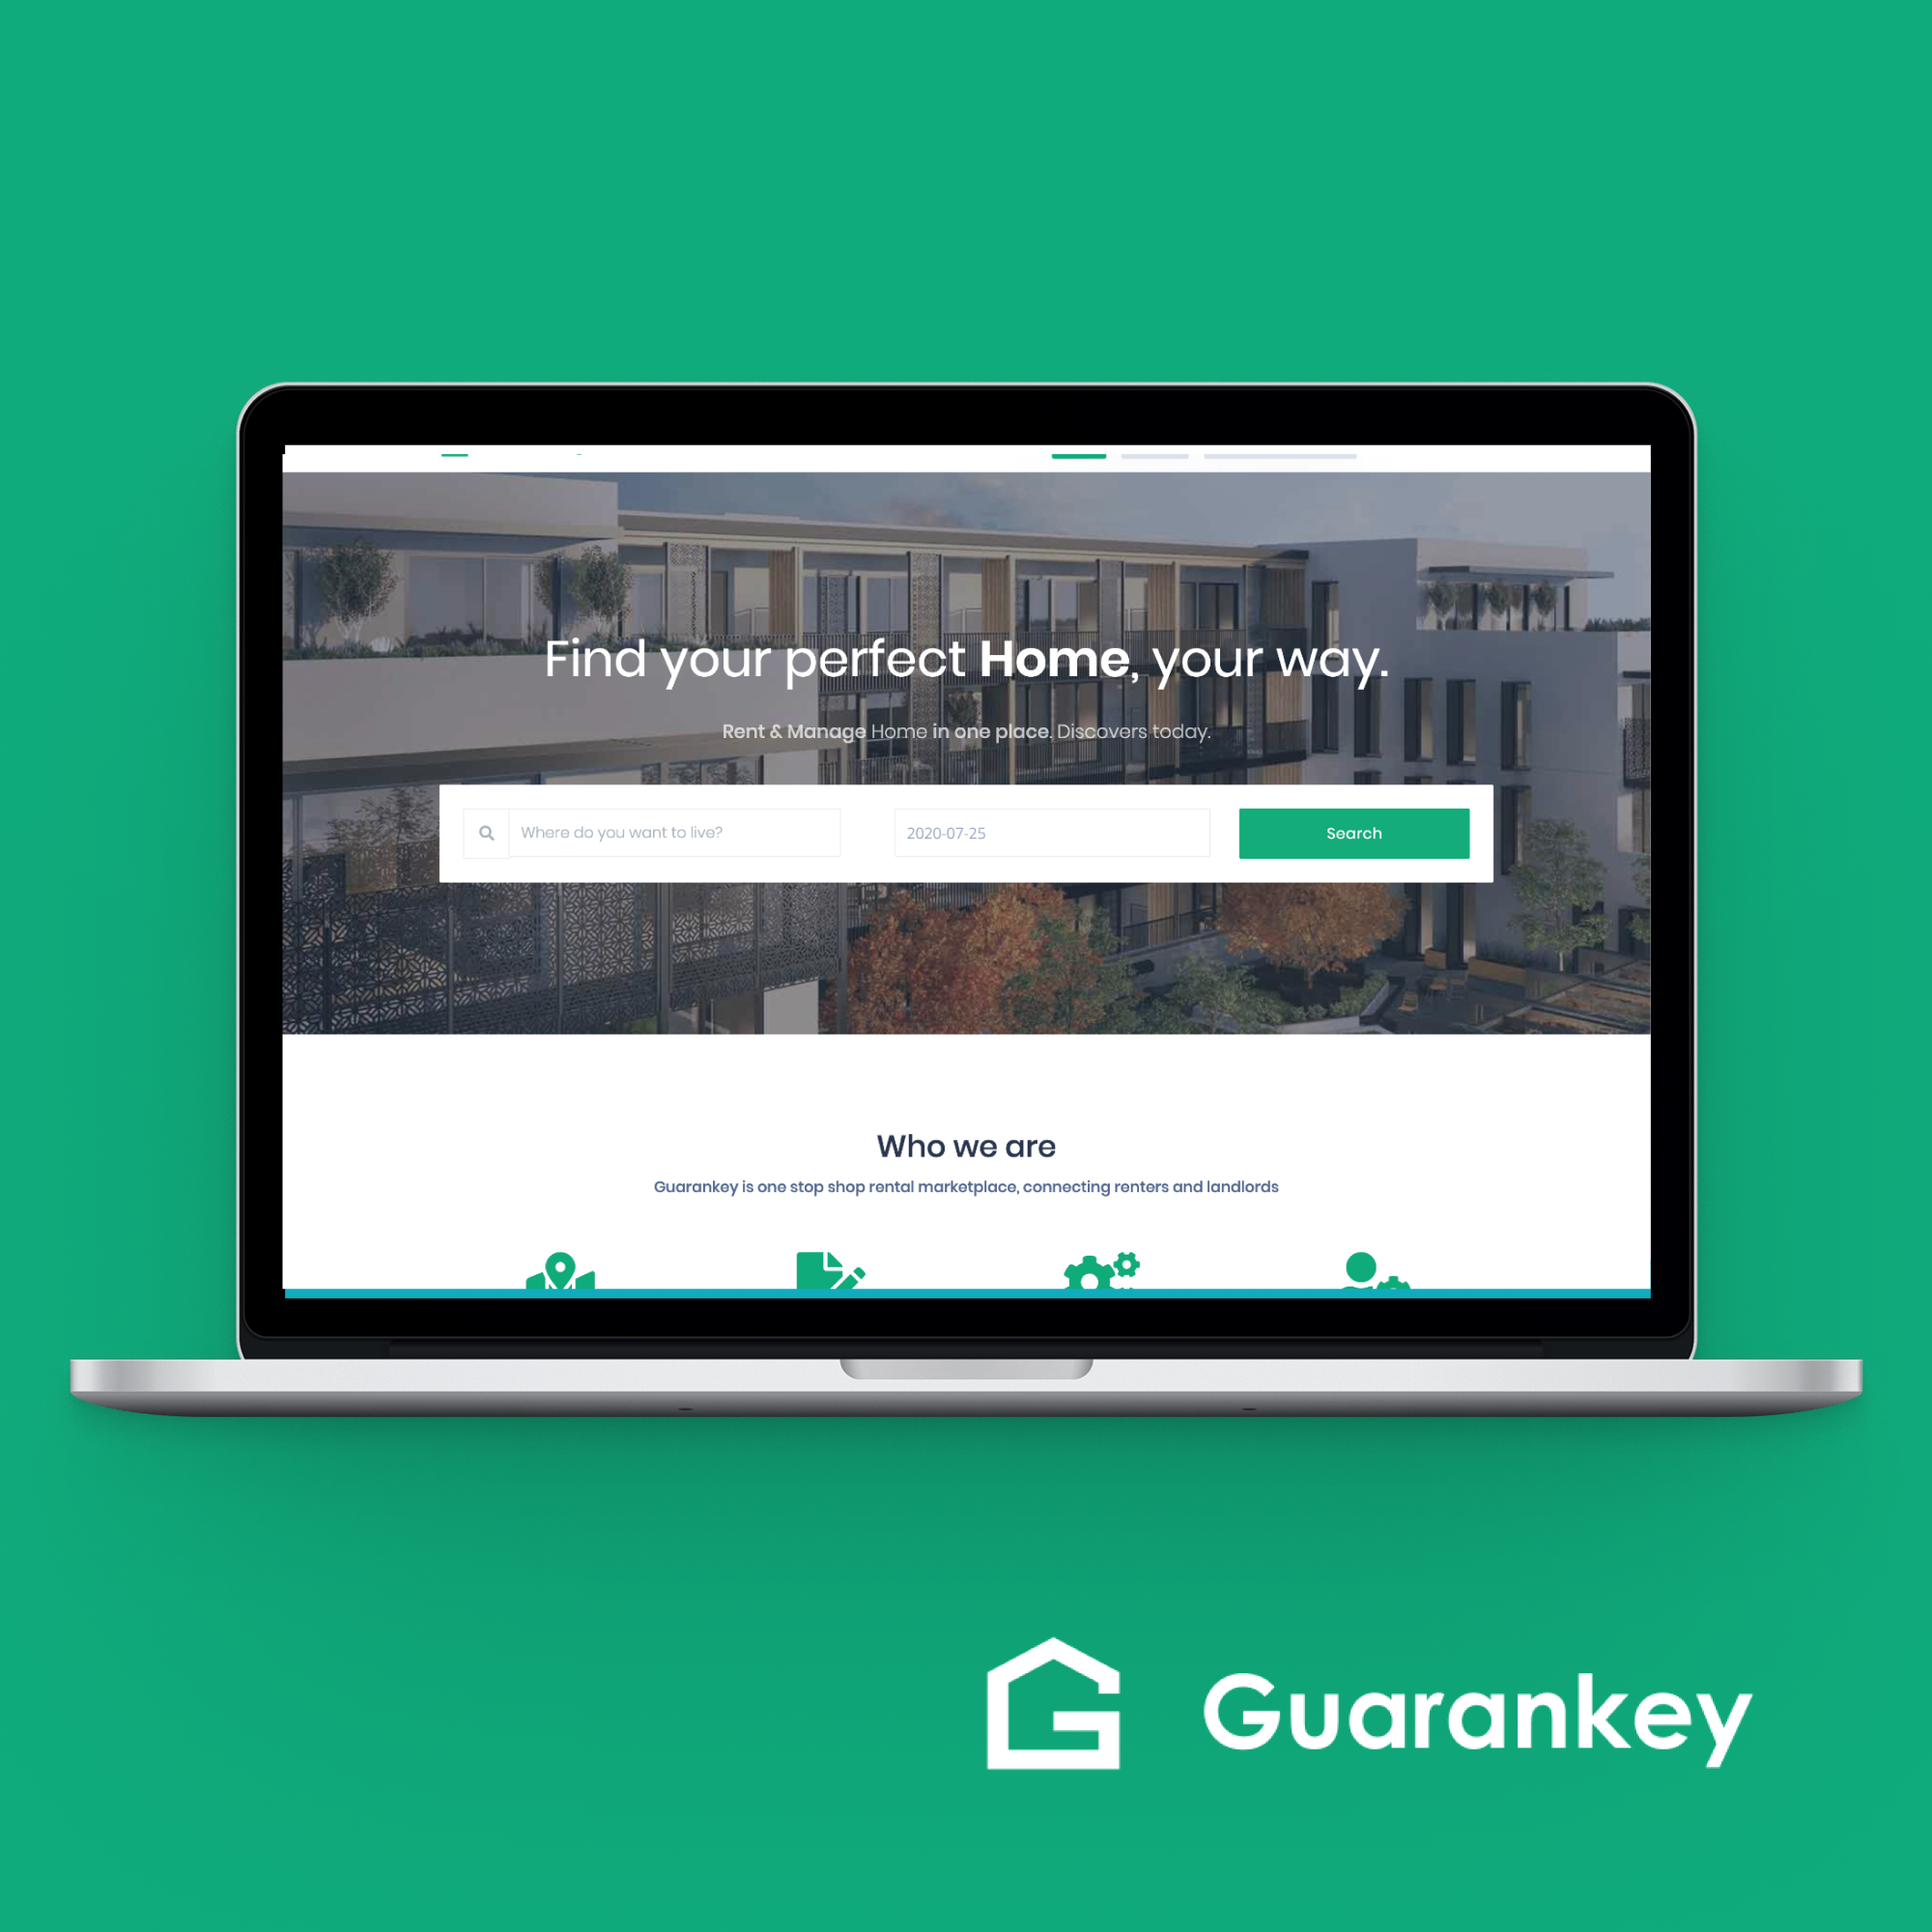 Find your perfect Home, your way.
Rent & Manage Home in one place. Discovers today.
Where do you want to live?
2020-07-25
Search
Who we are
Guarankey is one stop shop rental marketplace, connecting renters and landlords
Guarankey